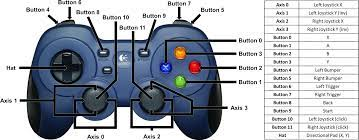 Button 10
Button 8
Button 9
Button 5
Button 7
Button 4
Button 6
Button 11
Button 0
Button 1
Button 2
Button 3
Hat
Axis 1
Axis 3
Axis 0
Axis 2
Logitech
Axis 0 Left Joystick X
Axis 1 Left Joystick Y (Inv)
Axis 2 Right Joystick X
Axis 3 Right Joystick Y (Inv)
Button 0 X
Button 1 A
Button 2 B
Button 3 Y
Button 4 Left Bumper
Button 5 Right Bumper
Button 6 Left Trigger
Button 7 Right Trigger
Button 8 Back
Button 9 Start
Button 10 Left Joystick (click)
Button 11 Right Joystick (click)
Hat Directional Pad (X, Y)